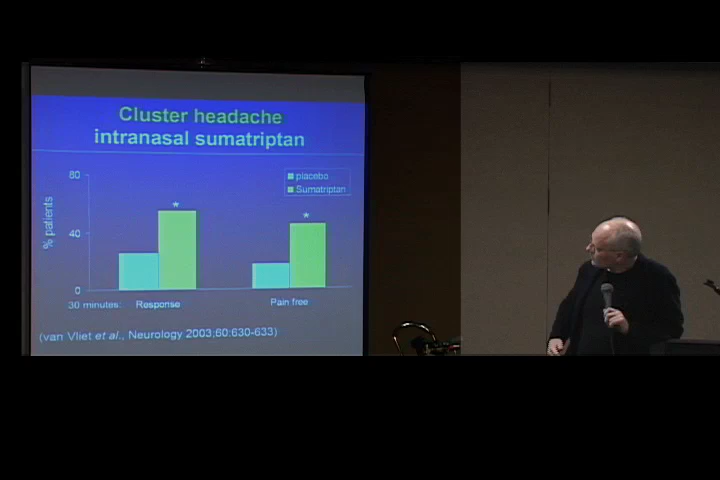 Cluster headache
intranasal sumatriptan
80
placebo
Sumatriptan
% patients
40
0
30 minutes:
Response
Pain free
*
*
(van Vliet et al., Neurology 2003;60:630-633)